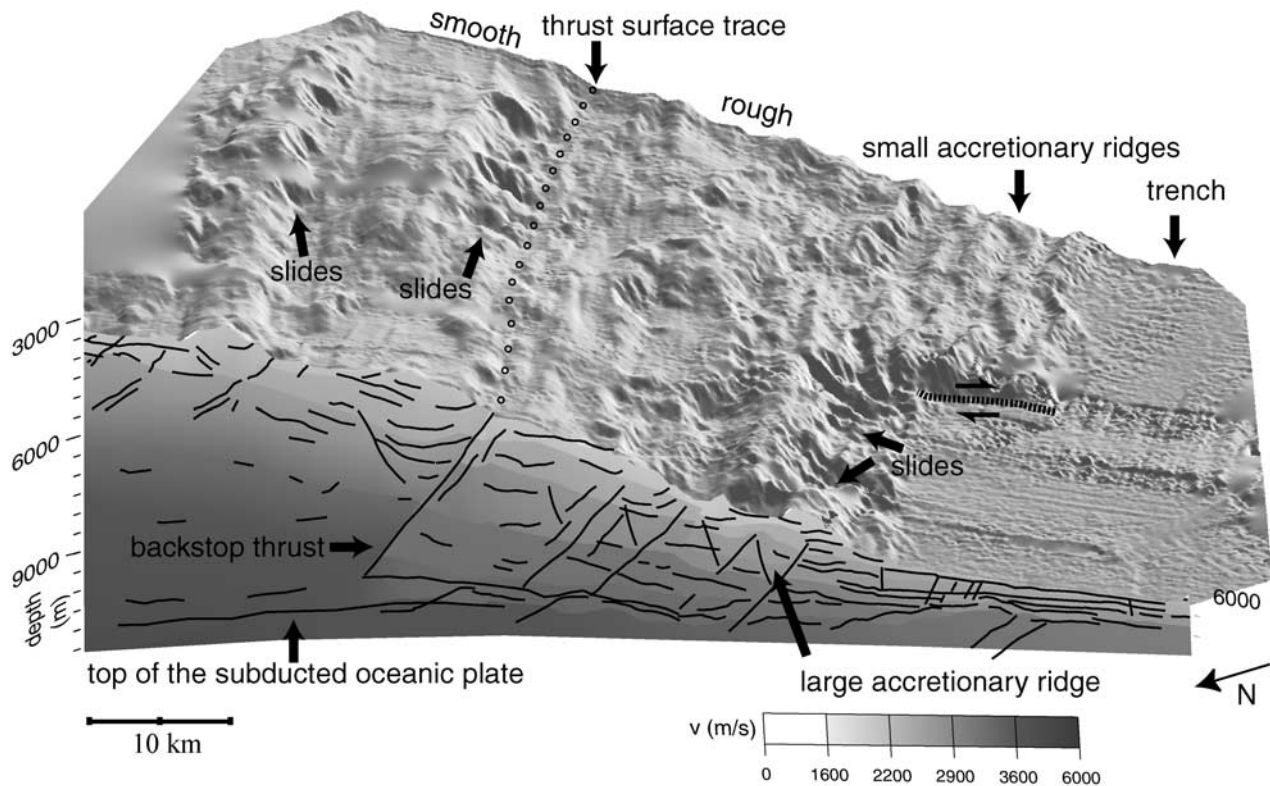 smooth
thrust surface trace
rough
small accretionary ridges
trench
slides
slides
3000
6000
9000
depth
(m)
slides
backstop thrust
6000
top of the subducted oceanic plate
large accretionary ridge
N
10 km
v (m/s)
0 1600 2200 2900 3600 6000